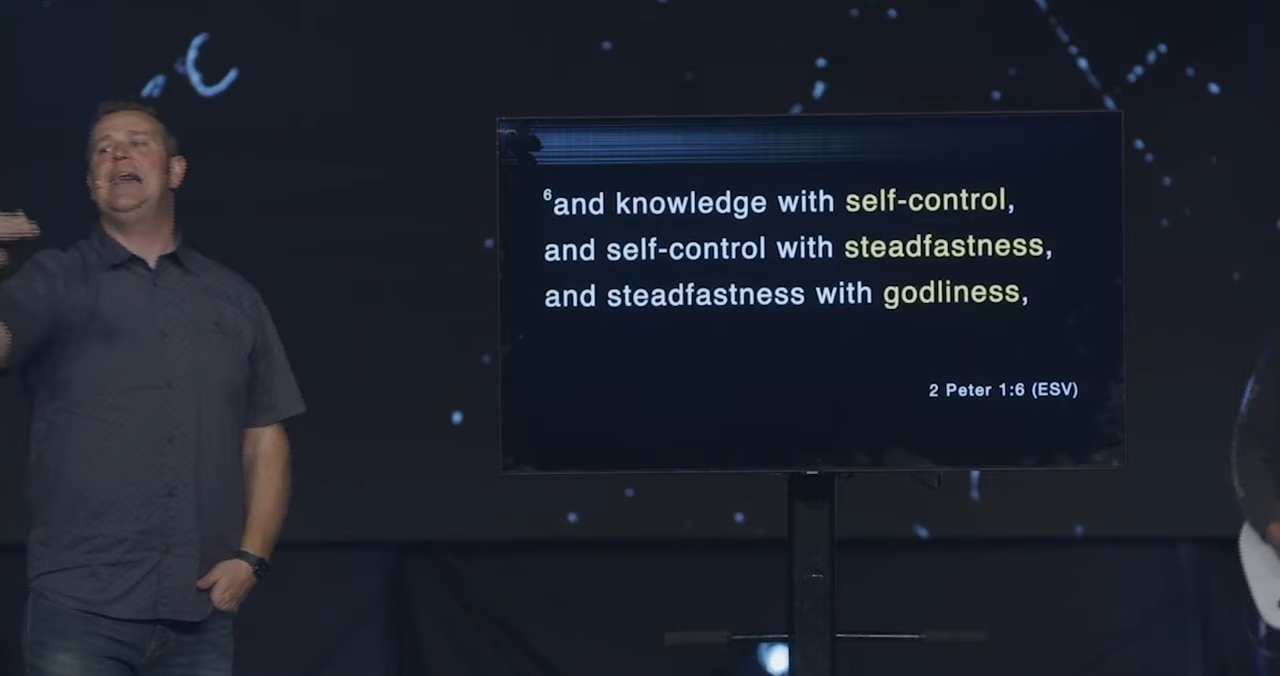 ⁶and knowledge with self-control,
and self-control with steadfastness,
and steadfastness with godliness,
2 Peter 1:6 (ESV)